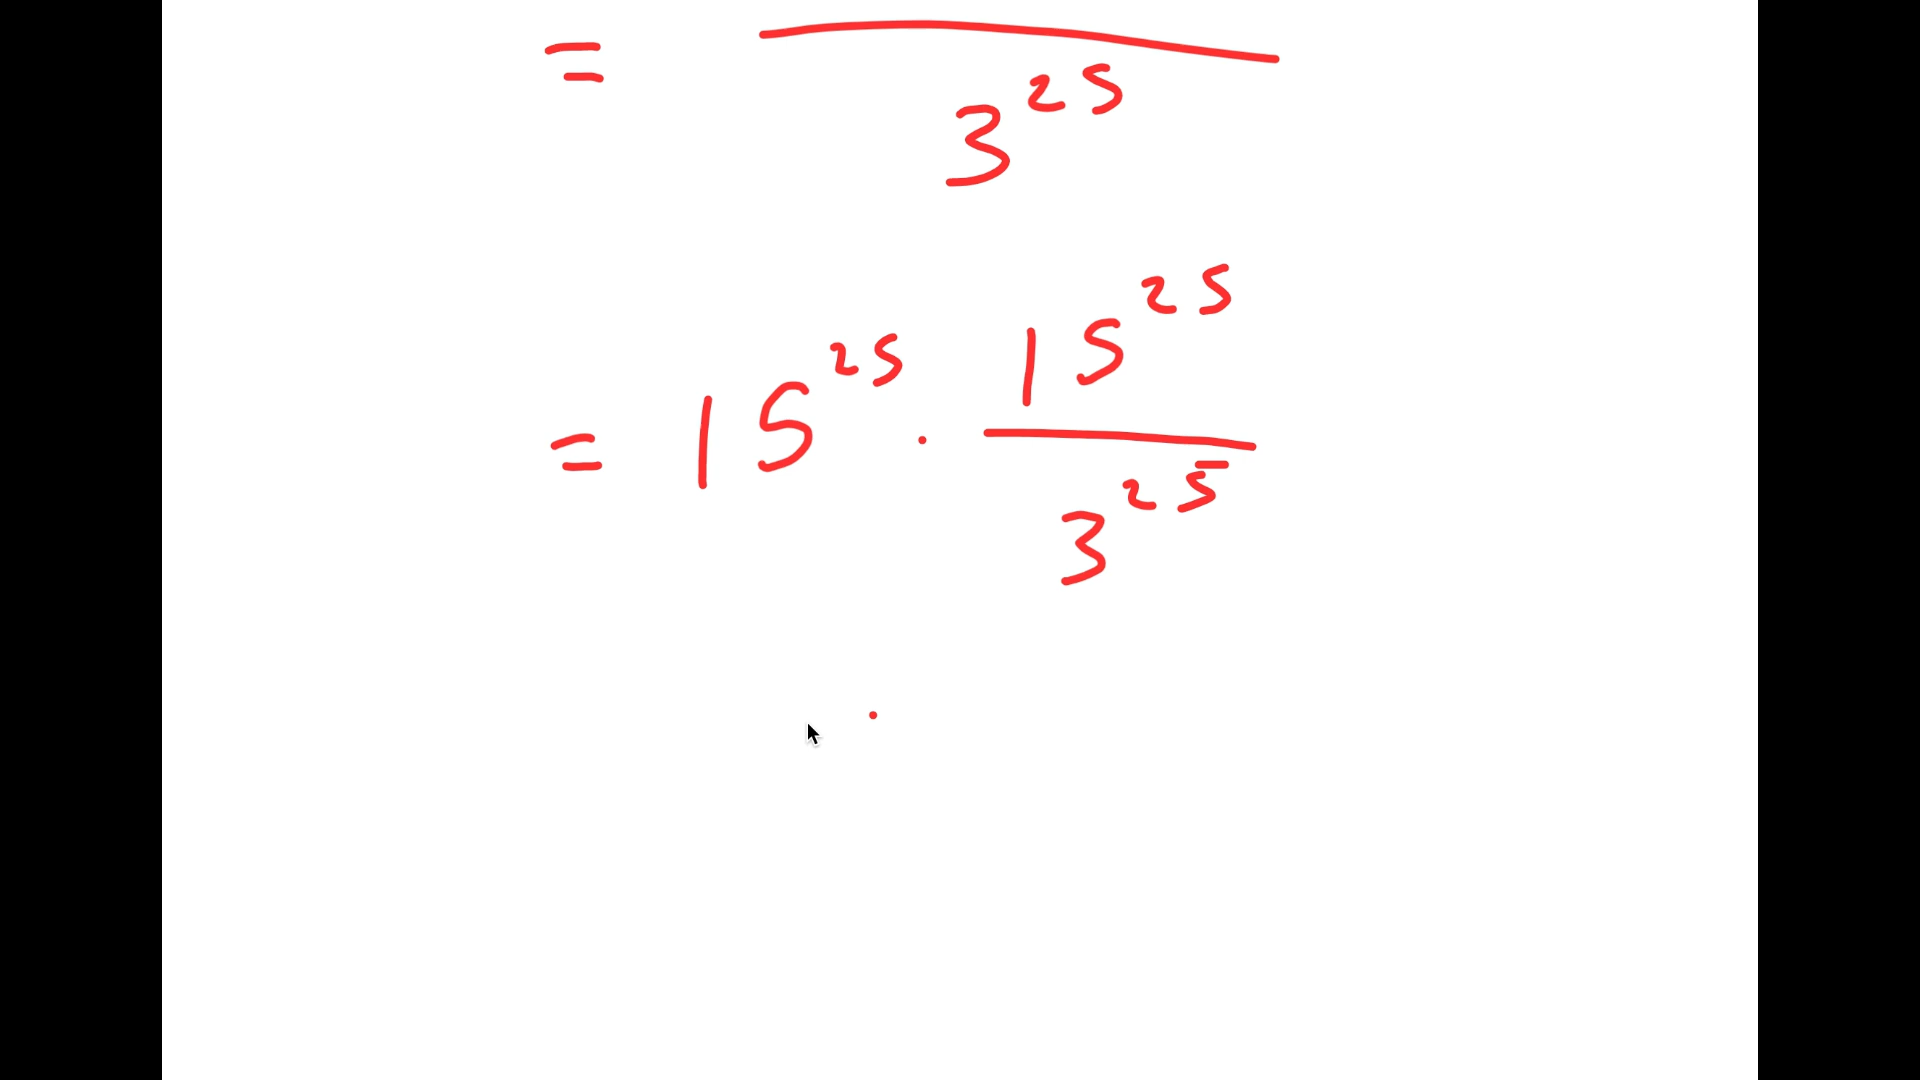 = ―――
3^25
= 15^25 · 15^25 / 3^25
.